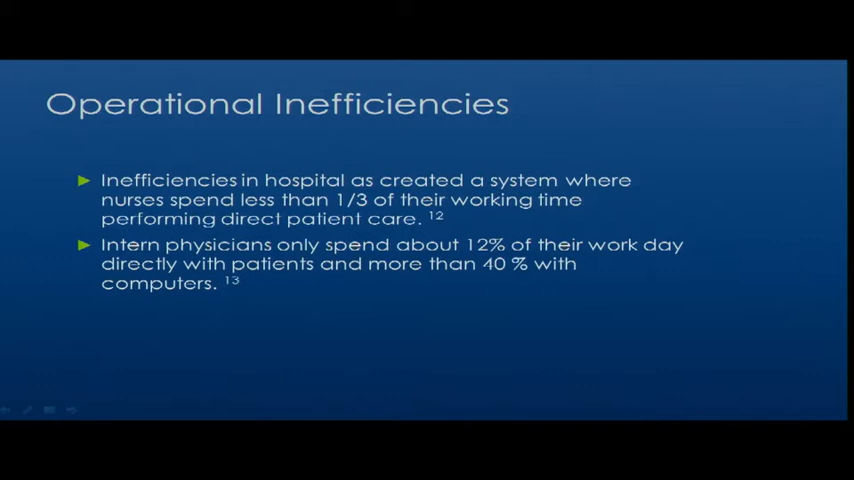 Operational Inefficiencies
► Inefficiencies in hospital as created a system where
nurses spend less than 1/3 of their working time
performing direct patient care. 12
► Intern physicians only spend about 12% of their work day
directly with patients and more than 40 % with
computers. 13